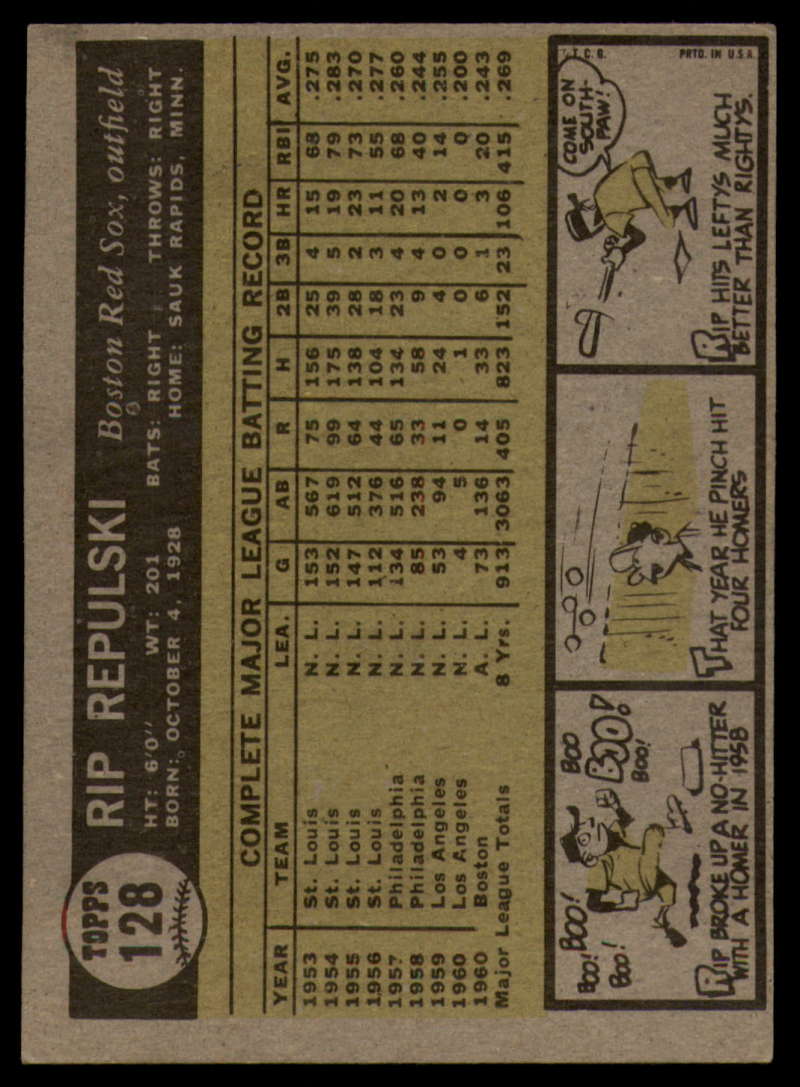 TOPPS
128
RIP REPULSKI Boston Red Sox, outfield
HT: 6'0" WT: 201 BATS: RIGHT THROWS: RIGHT
BORN: OCTOBER 4, 1928 HOME: SAUK RAPIDS, MINN.
COMPLETE MAJOR LEAGUE BATTING RECORD
YEAR TEAM LEA. G AB R H 2B 3B HR RBI AVG.
1953 St. Louis N. L. 153 567 75 156 25 4 15 68 .275
1954 St. Louis N. L. 152 619 99 175 39 5 19 79 .283
1955 St. Louis N. L. 147 512 64 138 28 2 23 73 .270
1956 St. Louis N. L. 112 376 44 104 18 3 11 55 .277
1957 Philadelphia N. L. 134 516 65 134 23 4 20 68 .260
1958 Philadelphia N. L. 85 238 33 58 9 4 13 40 .244
1959 Los Angeles N. L. 53 94 11 24 4 0 2 14 .255
1960 Los Angeles N. L. 4 5 0 1 0 0 0 0 .200
1960 Boston A. L. 73 136 14 33 6 1 3 20 .243
Major League Totals 8 Yrs. 913 3063 405 823 152 23 106 415 .269
BOO!
BOO!
BOO!
BOO
BOO!
BOO!
RIP BROKE UP A NO-HITTER
WITH A HOMER IN 1958
THAT YEAR HE PINCH HIT
FOUR HOMERS
T.C.G. PRTD. IN U.S.A.
COME ON
SOUTH-
PAW!
RIP HITS LEFTYS MUCH
BETTER THAN RIGHTYS.